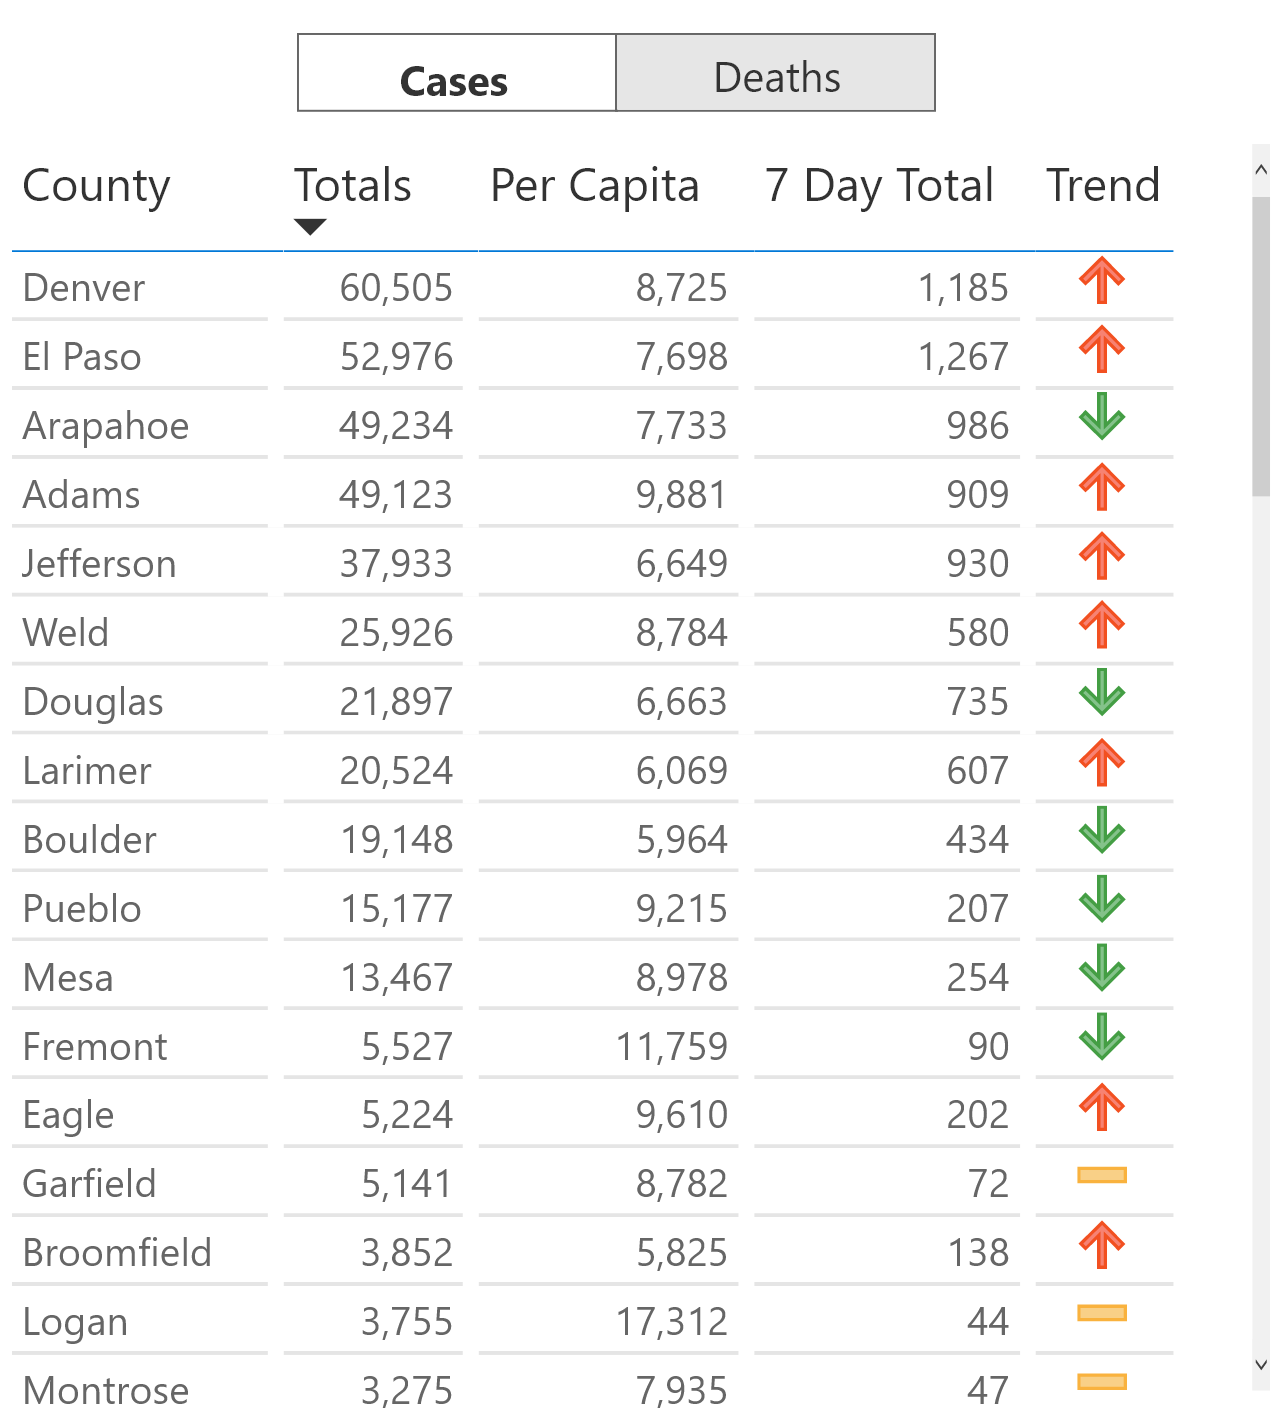 Cases Deaths
County Totals Per Capita 7 Day Total Trend
Denver 60,505 8,725 1,185
El Paso 52,976 7,698 1,267
Arapahoe 49,234 7,733 986
Adams 49,123 9,881 909
Jefferson 37,933 6,649 930
Weld 25,926 8,784 580
Douglas 21,897 6,663 735
Larimer 20,524 6,069 607
Boulder 19,148 5,964 434
Pueblo 15,177 9,215 207
Mesa 13,467 8,978 254
Fremont 5,527 11,759 90
Eagle 5,224 9,610 202
Garfield 5,141 8,782 72
Broomfield 3,852 5,825 138
Logan 3,755 17,312 44
Montrose 3,275 7,935 47